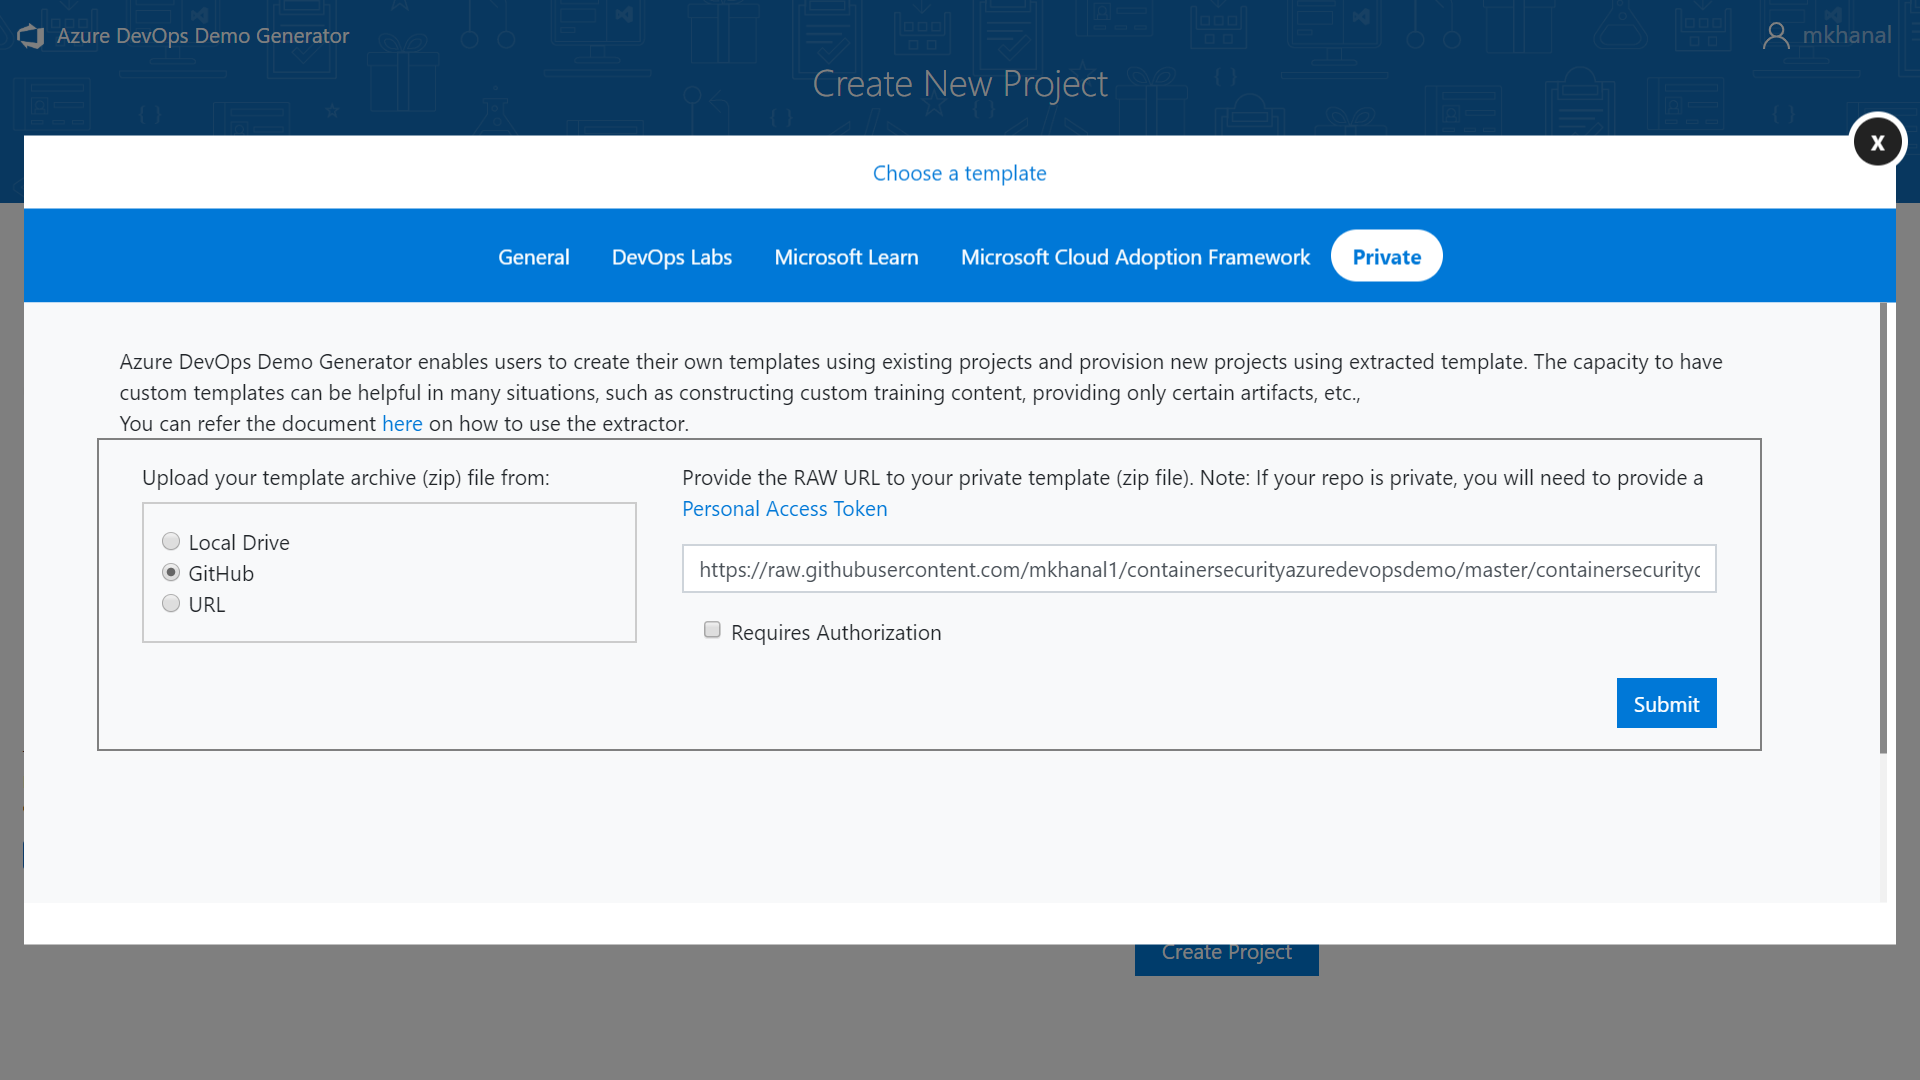 Azure DevOps Demo Generator
mkhanal
Create New Project
x
Choose a template
General
DevOps Labs
Microsoft Learn
Microsoft Cloud Adoption Framework
Private
Azure DevOps Demo Generator enables users to create their own templates using existing projects and provision new projects using extracted template. The capacity to have
custom templates can be helpful in many situations, such as constructing custom training content, providing only certain artifacts, etc.,
You can refer the document here on how to use the extractor.
Upload your template archive (zip) file from:
Local Drive
GitHub
URL
Provide the RAW URL to your private template (zip file). Note: If your repo is private, you will need to provide a
Personal Access Token
https://raw.githubusercontent.com/mkhanal1/containersecurityazuredevopsdemo/master/containersecurity
Requires Authorization
Submit
Create Project